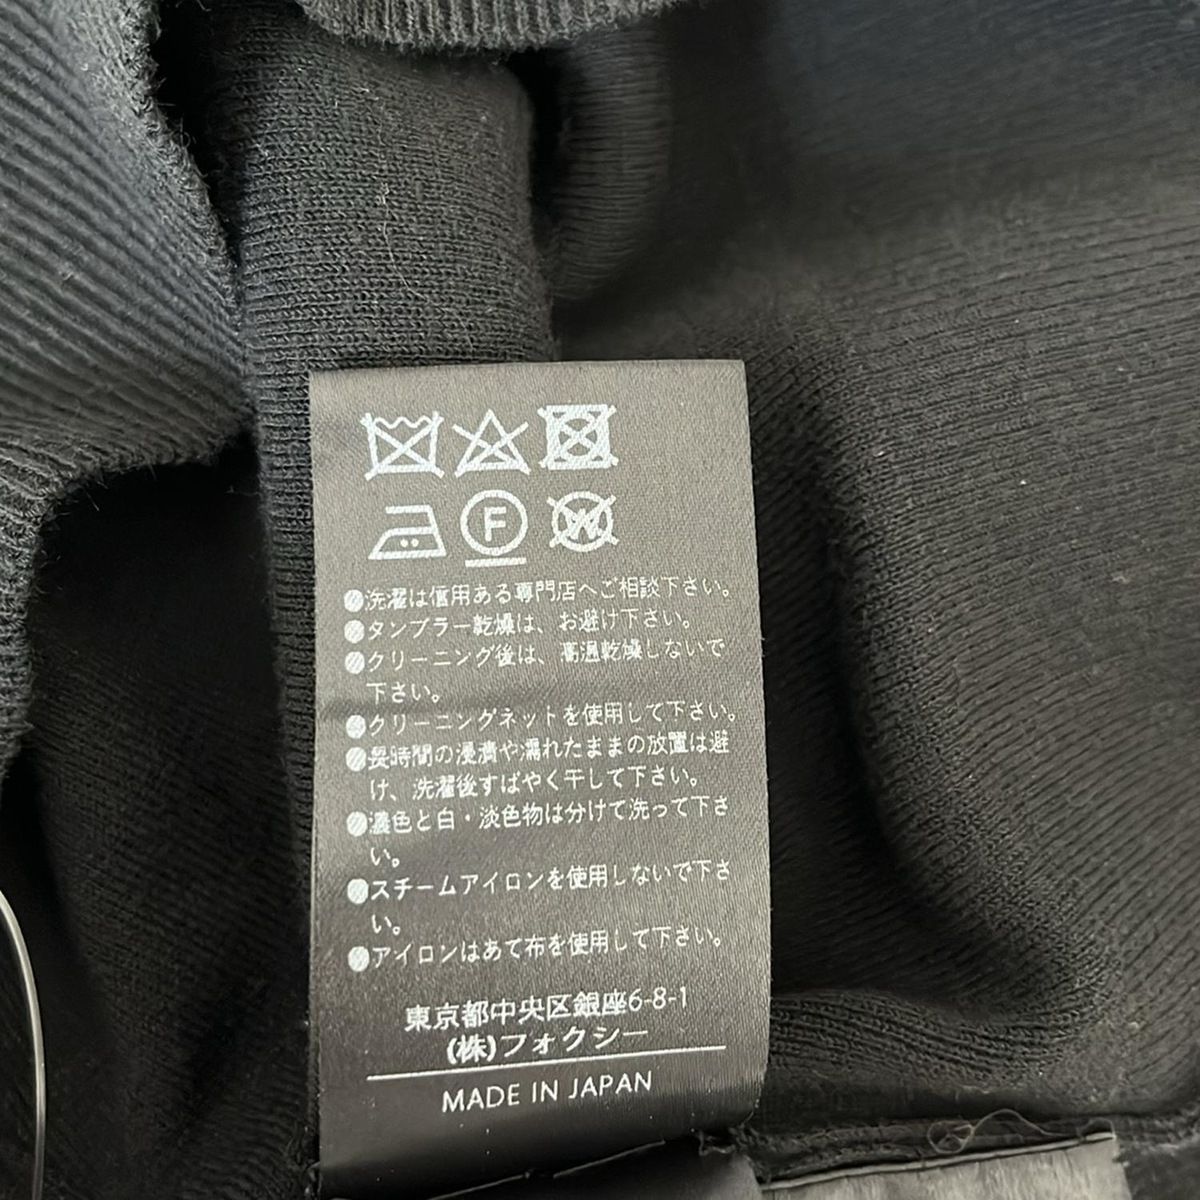 F W
●洗濯は信用ある専門店へご相談下さい。
●タンブラー乾燥は、お避け下さい。
●クリーニング後は、高温乾燥しないで
下さい。
●クリーニングネットを使用して下さい。
●長時間の浸漬や濡れたままの放置は避
け、洗濯後すばやく干して下さい。
●濃色と白・淡色物は分けて洗って下さ
い。
●スチームアイロンを使用しないで下さ
い。
●アイロンはあて布を使用して下さい。
東京都中央区銀座6-8-1
(株)フォクシー
MADE IN JAPAN